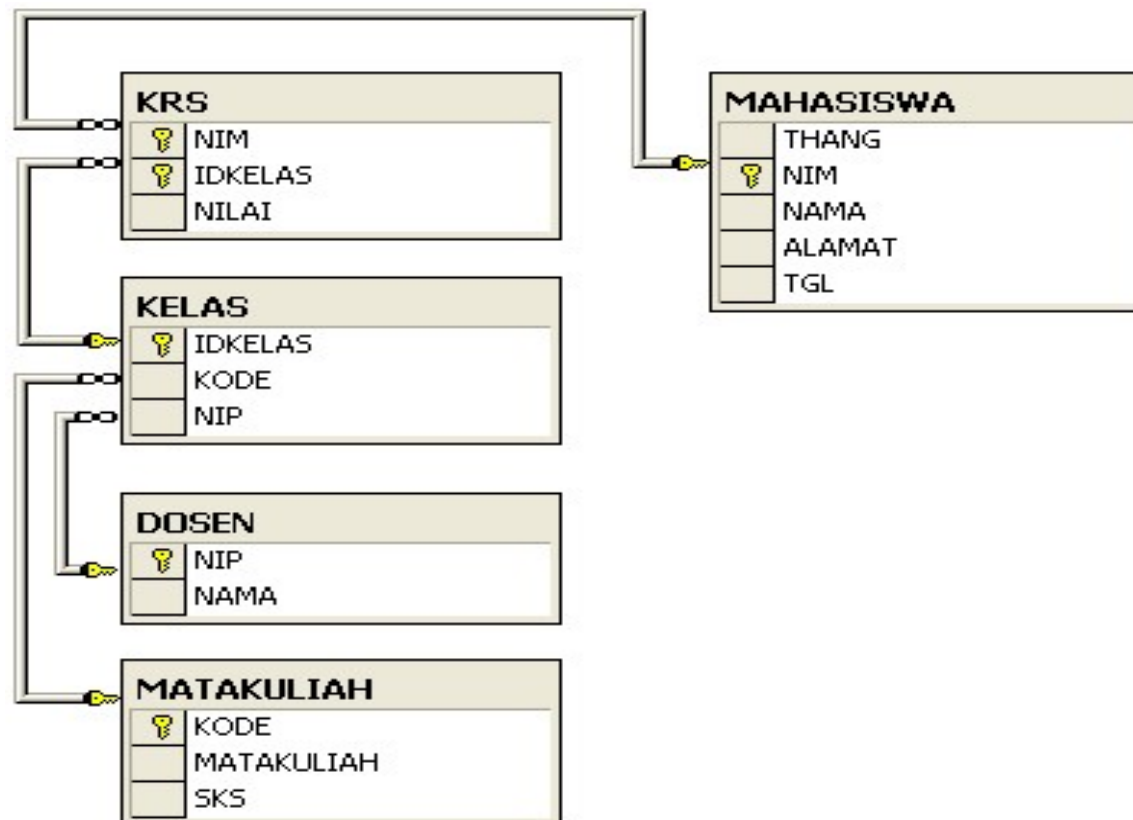 KRS
NIM
IDKELAS
NILAI
MAHASISWA
THANG
NIM
NAMA
ALAMAT
TGL
KELAS
IDKELAS
KODE
NIP
DOSEN
NIP
NAMA
MATAKULIAH
KODE
MATAKULIAH
SKS